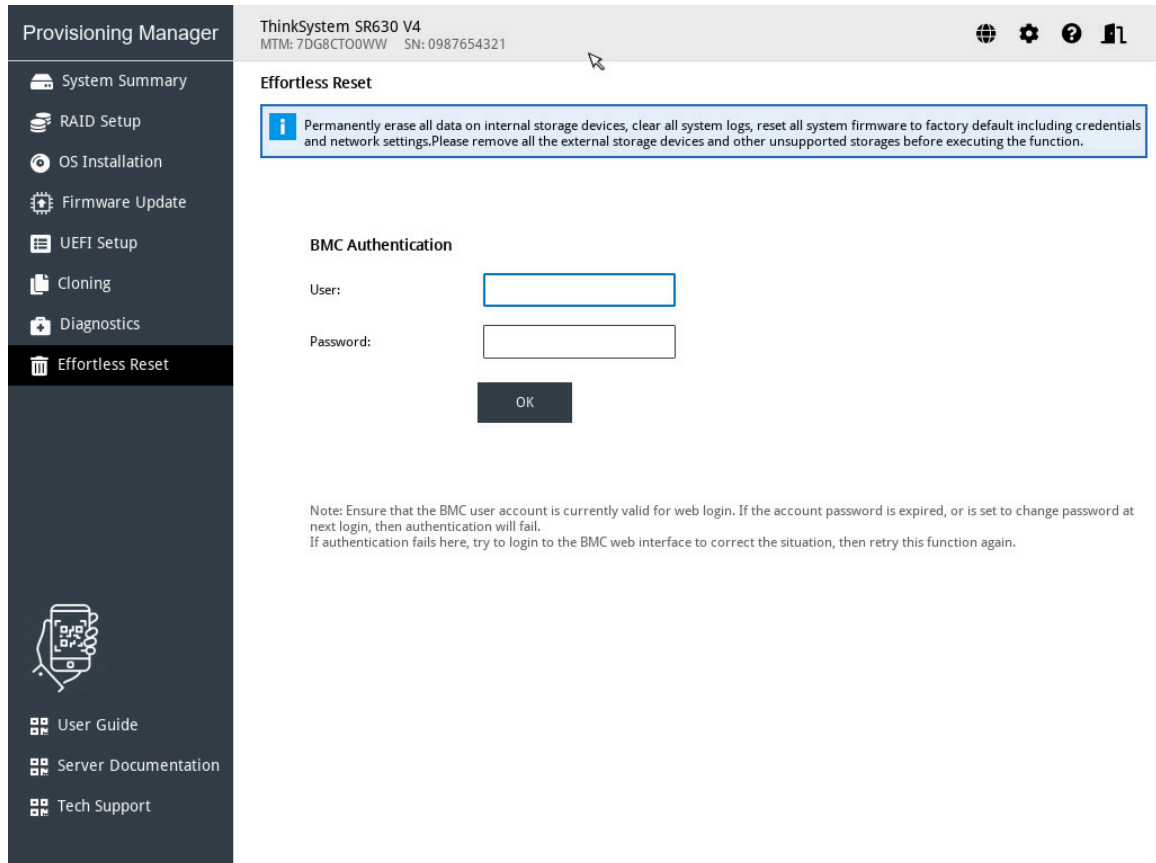 Provisioning Manager
ThinkSystem SR630 V4
MTM: 7DG8CTO0WW SN: 0987654321
System Summary
RAID Setup
OS Installation
Firmware Update
UEFI Setup
Cloning
Diagnostics
Effortless Reset
User Guide
Server Documentation
Tech Support
Effortless Reset
Permanently erase all data on internal storage devices, clear all system logs, reset all system firmware to factory default including credentials
and network settings.Please remove all the external storage devices and other unsupported storages before executing the function.
BMC Authentication
User:
Password:
OK
Note: Ensure that the BMC user account is currently valid for web login. If the account password is expired, or is set to change password at
next login, then authentication will fail.
If authentication fails here, try to login to the BMC web interface to correct the situation, then retry this function again.